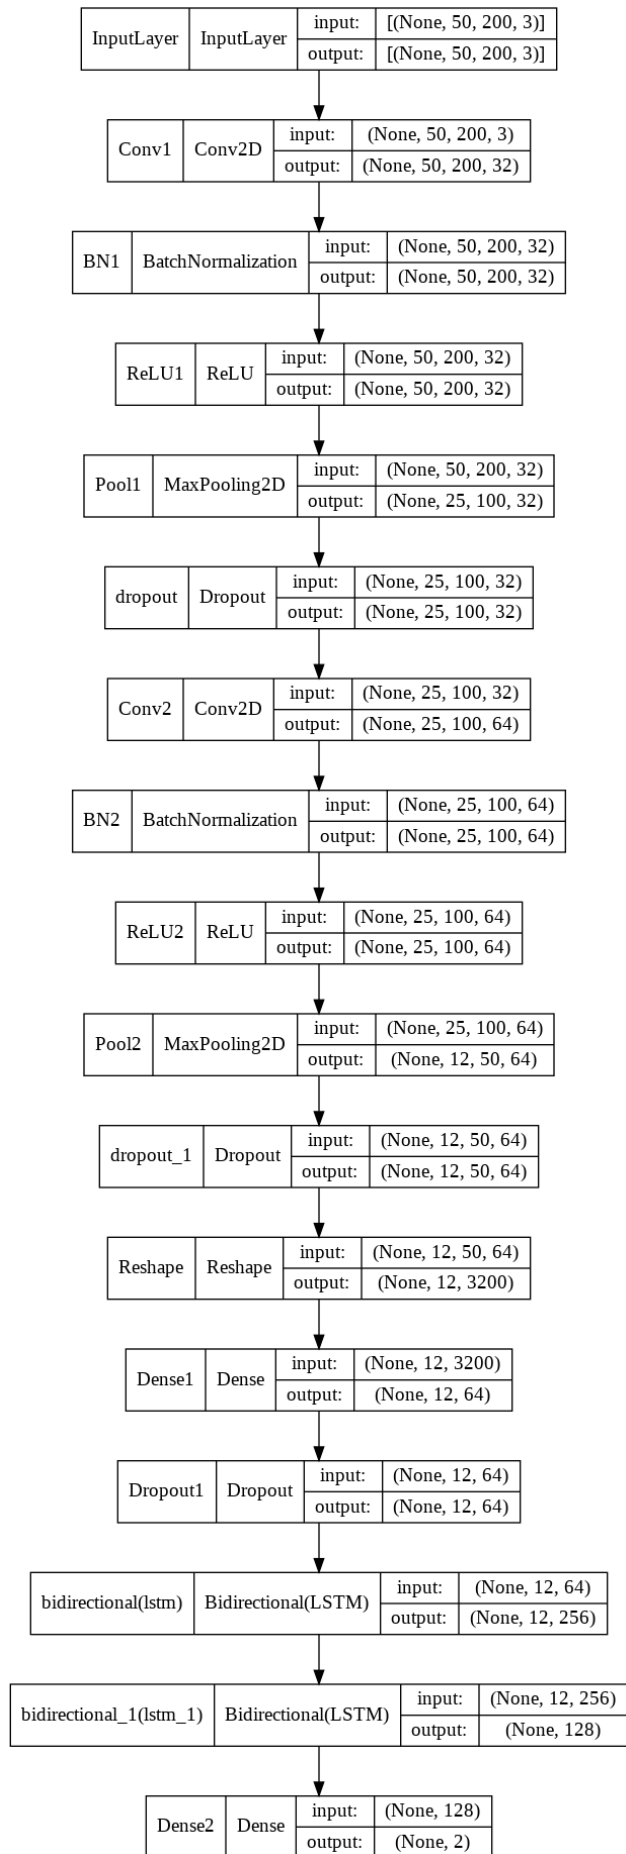 InputLayer InputLayer input: [(None, 50, 200, 3)]
output: [(None, 50, 200, 3)]
Conv1 Conv2D input: (None, 50, 200, 3)
output: (None, 50, 200, 32)
BN1 BatchNormalization input: (None, 50, 200, 32)
output: (None, 50, 200, 32)
ReLU1 ReLU input: (None, 50, 200, 32)
output: (None, 50, 200, 32)
Pool1 MaxPooling2D input: (None, 50, 200, 32)
output: (None, 25, 100, 32)
dropout Dropout input: (None, 25, 100, 32)
output: (None, 25, 100, 32)
Conv2 Conv2D input: (None, 25, 100, 32)
output: (None, 25, 100, 64)
BN2 BatchNormalization input: (None, 25, 100, 64)
output: (None, 25, 100, 64)
ReLU2 ReLU input: (None, 25, 100, 64)
output: (None, 25, 100, 64)
Pool2 MaxPooling2D input: (None, 25, 100, 64)
output: (None, 12, 50, 64)
dropout_1 Dropout input: (None, 12, 50, 64)
output: (None, 12, 50, 64)
Reshape Reshape input: (None, 12, 50, 64)
output: (None, 12, 3200)
Dense1 Dense input: (None, 12, 3200)
output: (None, 12, 64)
Dropout1 Dropout input: (None, 12, 64)
output: (None, 12, 64)
bidirectional(lstm) Bidirectional(LSTM) input: (None, 12, 64)
output: (None, 12, 256)
bidirectional_1(lstm_1) Bidirectional(LSTM) input: (None, 12, 256)
output: (None, 128)
Dense2 Dense input: (None, 128)
output: (None, 2)